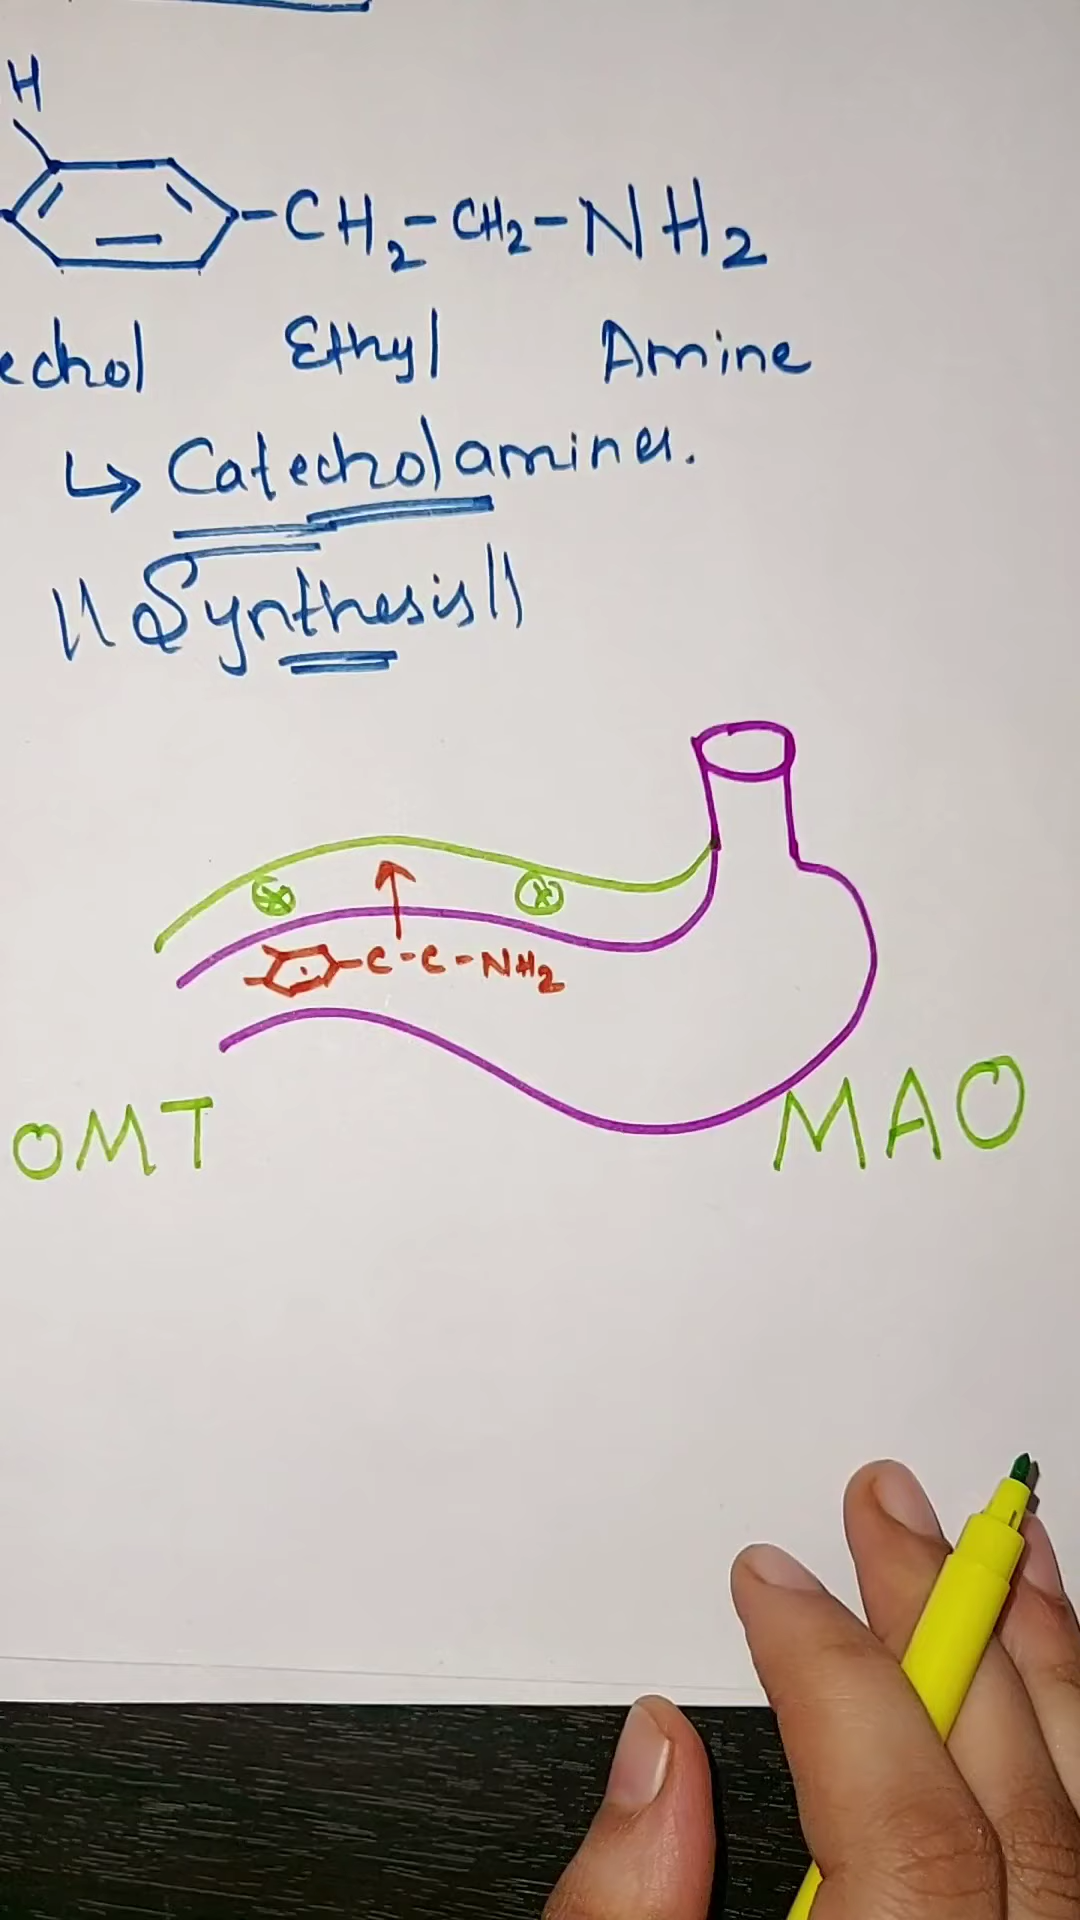 H
-CH₂-CH₂-NH₂
echol Ethyl Amine
↳ Catecholamines.
\\ Synthesis \\
-C-C-NH₂
OMT MAO